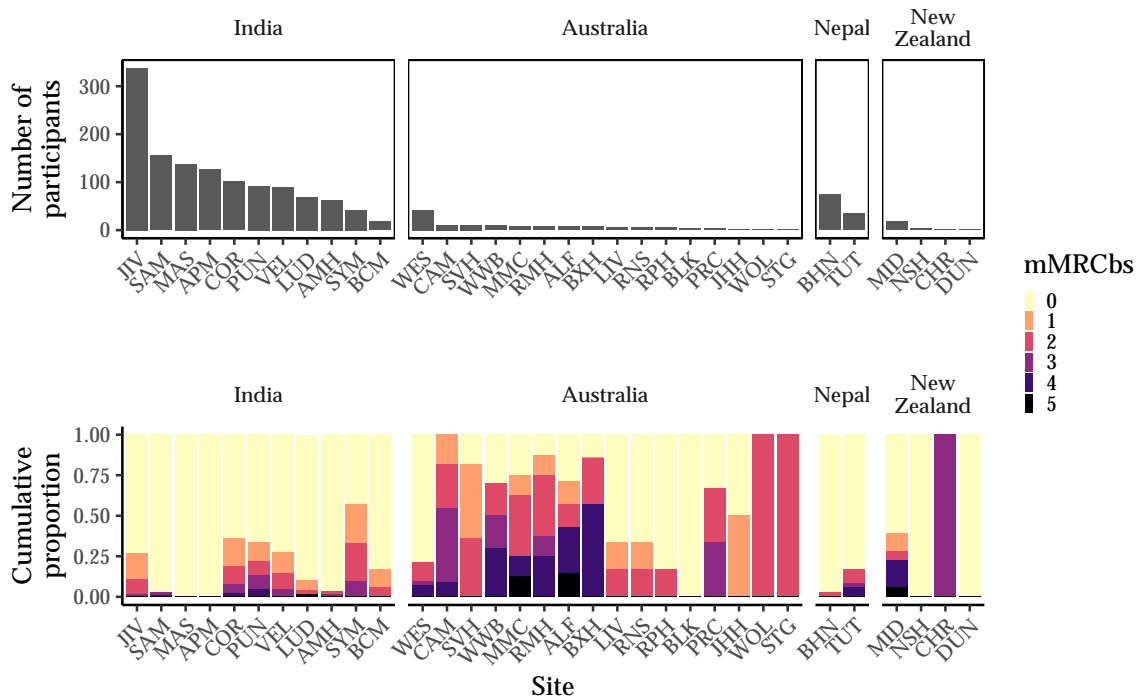 India
Australia
Nepal
New
Zealand
Number of
participants
300
200
100
0
JIV
SAM
MAS
APM
COR
PUN
VEL
LUD
AMH
SYM
BCM
WES
CAM
SVH
WWB
MMC
RMH
ALF
BXH
LIV
RNS
RPH
BLK
PRC
JHH
WOL
STG
BHN
TUT
MID
NSH
CHR
DUN
mMRCbs
0
1
2
3
4
5
India
Australia
Nepal
New
Zealand
Cumulative
proportion
1.00
0.75
0.50
0.25
0.00
JIV
SAM
MAS
APM
COR
PUN
VEL
LUD
AMH
SYM
BCM
WES
CAM
SVH
WWB
MMC
RMH
ALF
BXH
LIV
RNS
RPH
BLK
PRC
JHH
WOL
STG
BHN
TUT
MID
NSH
CHR
DUN
Site